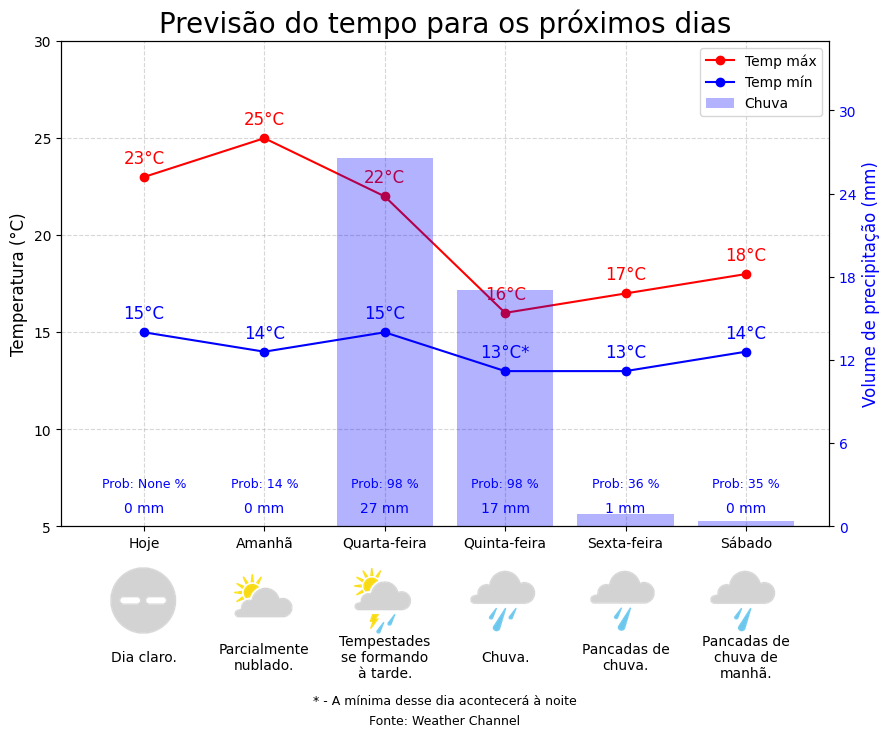 Previsão do tempo para os próximos dias
30
25
20
15
10
5
Temperatura (°C)
30
24
18
12
6
0
Volume de precipitação (mm)
Temp máx
Temp mín
Chuva
23°C
25°C
22°C
16°C
17°C
18°C
15°C
14°C
15°C
13°C*
13°C
14°C
Prob: None %
Prob: 14 %
Prob: 98 %
Prob: 98 %
Prob: 36 %
Prob: 35 %
0 mm
0 mm
27 mm
17 mm
1 mm
0 mm
Hoje
Amanhã
Quarta-feira
Quinta-feira
Sexta-feira
Sábado
Dia claro.
Parcialmente
nublado.
Tempestades
se formando
à tarde.
Chuva.
Pancadas de
chuva.
Pancadas de
chuva de
manhã.
* - A mínima desse dia acontecerá à noite
Fonte: Weather Channel